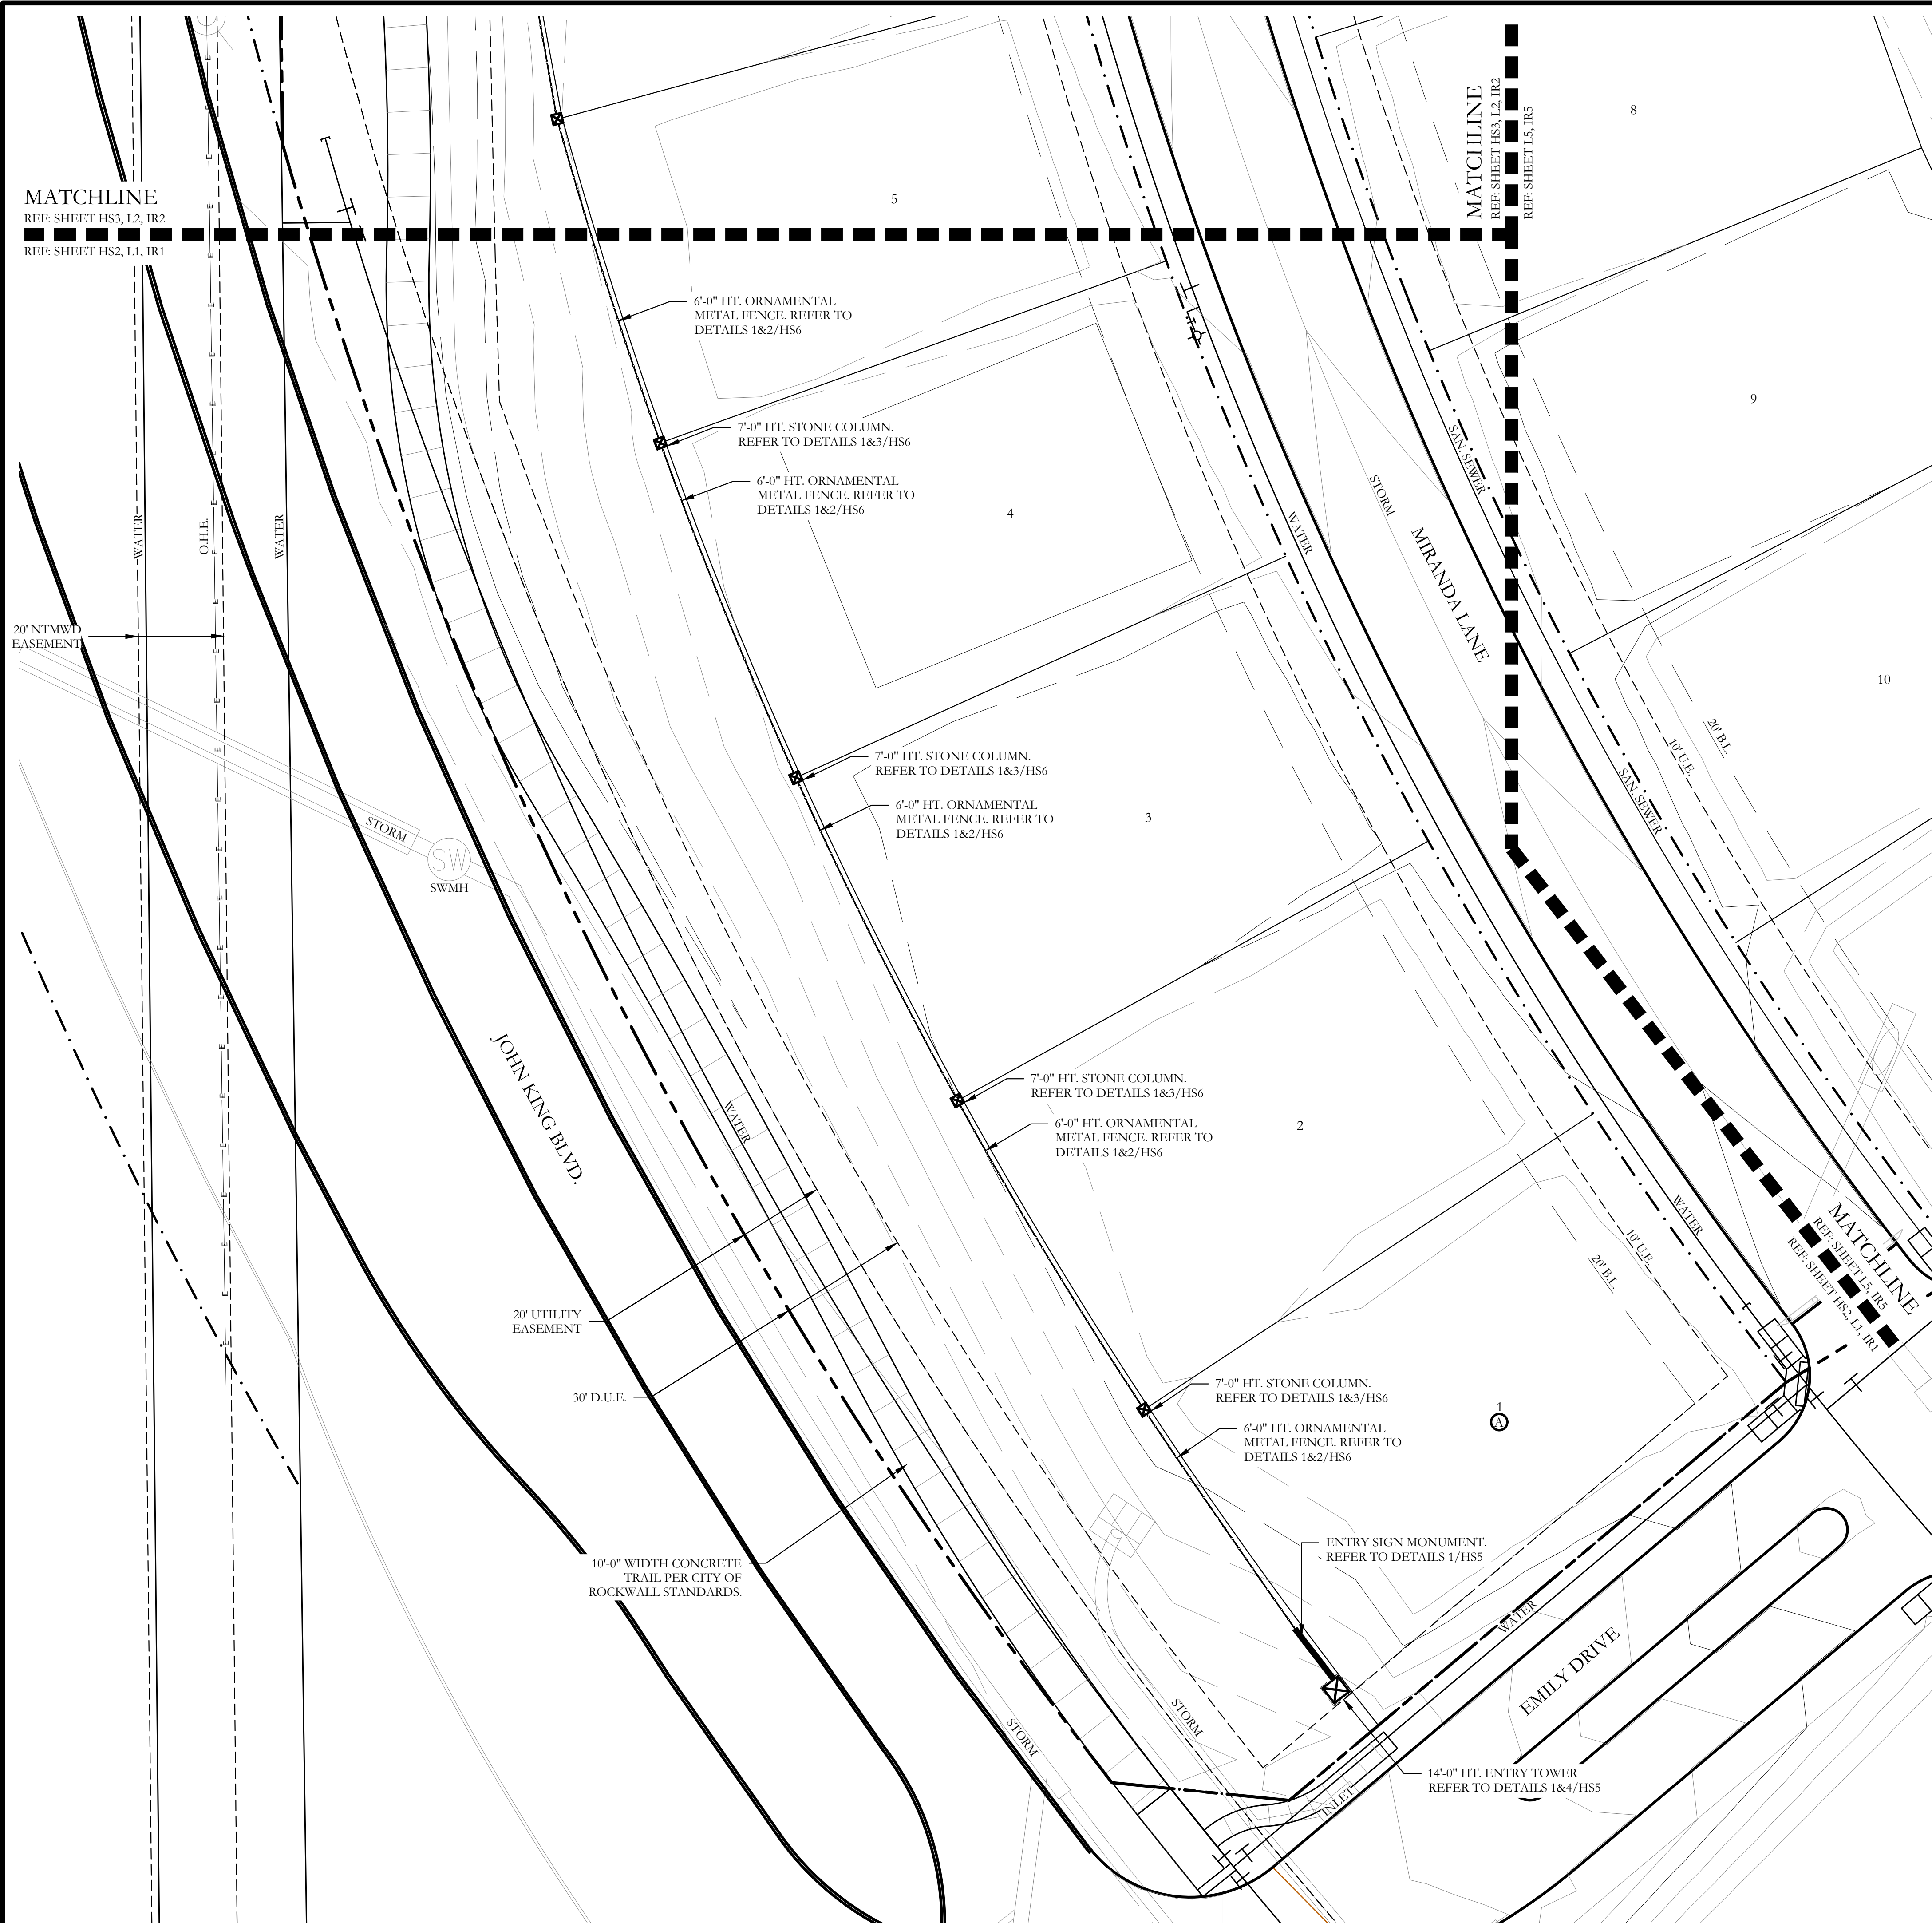 MATCHLINE
REF: SHEET HS3, L2, IR2
REF: SHEET HS2, L1, IR1
MATCHLINE
REF: SHEET HS3, L2, IR2
REF: SHEET L5, IR5
8
5
6'-0" HT. ORNAMENTAL
METAL FENCE. REFER TO
DETAILS 1&2/HS6
9
7'-0" HT. STONE COLUMN.
REFER TO DETAILS 1&3/HS6
SAN. SEWER
6'-0" HT. ORNAMENTAL
METAL FENCE. REFER TO
DETAILS 1&2/HS6
4
STORM
WATER
O.H.E.
WATER
WATER
MIRANDA LANE
20' NTMWD
EASEMENT
10
20' B.L.
10' U.E.
SAN. SEWER
7'-0" HT. STONE COLUMN.
REFER TO DETAILS 1&3/HS6
6'-0" HT. ORNAMENTAL
METAL FENCE. REFER TO
DETAILS 1&2/HS6
3
STORM
SW
SWMH
JOHN KING BLVD.
WATER
7'-0" HT. STONE COLUMN.
REFER TO DETAILS 1&3/HS6
6'-0" HT. ORNAMENTAL
METAL FENCE. REFER TO
DETAILS 1&2/HS6
2
WATER
10' U.E.
20' B.L.
MATCHLINE
REF: SHEET L5, IR5
REF: SHEET HS2, L1, IR1
20' UTILITY
EASEMENT
30' D.U.E.
7'-0" HT. STONE COLUMN.
REFER TO DETAILS 1&3/HS6
1
A
6'-0" HT. ORNAMENTAL
METAL FENCE. REFER TO
DETAILS 1&2/HS6
10'-0" WIDTH CONCRETE
TRAIL PER CITY OF
ROCKWALL STANDARDS.
ENTRY SIGN MONUMENT.
REFER TO DETAILS 1/HS5
WATER
EMILY DRIVE
STORM
STORM
14'-0" HT. ENTRY TOWER
REFER TO DETAILS 1&4/HS5
INLET